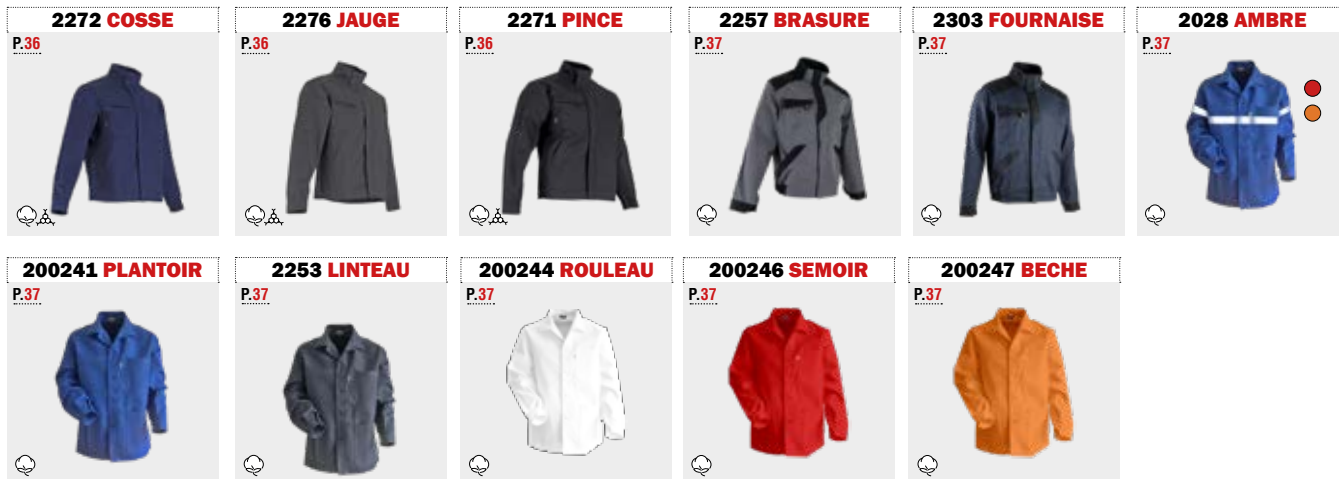 2272 COSSE
P.36
2276 JAUGE
P.36
2271 PINCE
P.36
2257 BRASURE
P.37
2303 FOURNAISE
P.37
2028 AMBRE
P.37
200241 PLANTOIR
P.37
2253 LINTEAU
P.37
200244 ROULEAU
P.37
200246 SEMOIR
P.37
200247 BECHE
P.37